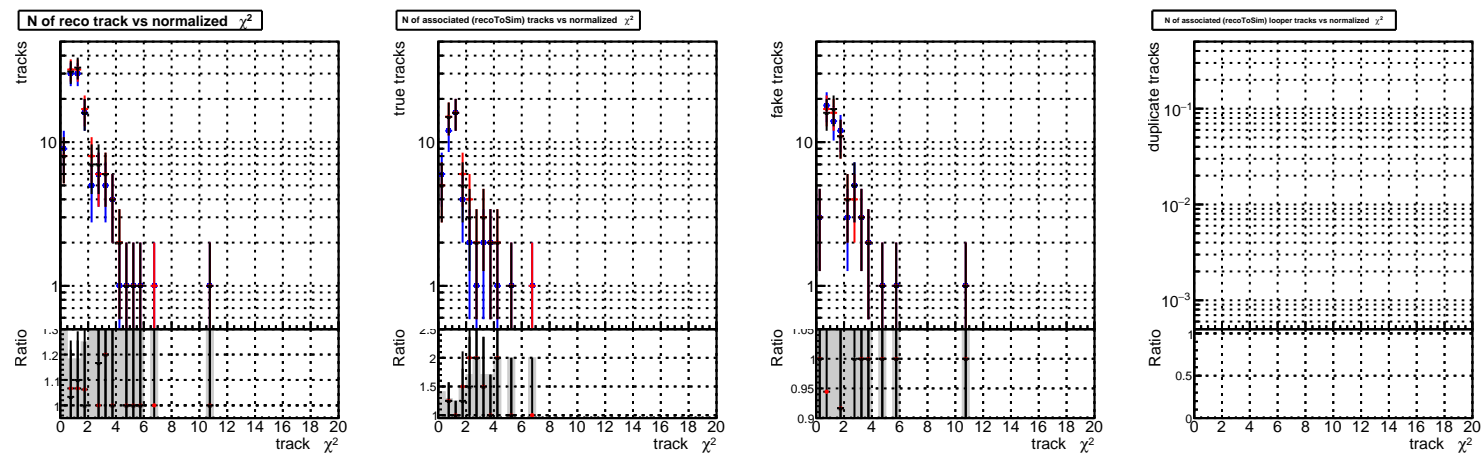 N of reco track vs normalized χ²
tracks
10
1
Ratio
1.3
1.2
1.1
1
0 2 4 6 8 10 12 14 16 18 20
track χ²
N of associated (recoToSim) tracks vs normalized χ²
true tracks
10
1
Ratio
2.5
2
1.5
1
0 2 4 6 8 10 12 14 16 18 20
track χ²
fake tracks
10
1
Ratio
1.05
1
0.95
0.9
0 2 4 6 8 10 12 14 16 18 20
track χ²
N of associated (recoToSim) looper tracks vs normalized χ²
duplicate tracks
10⁻¹
10⁻²
10⁻³
Ratio
1
0.5
0
0 2 4 6 8 10 12 14 16 18 20
track χ²